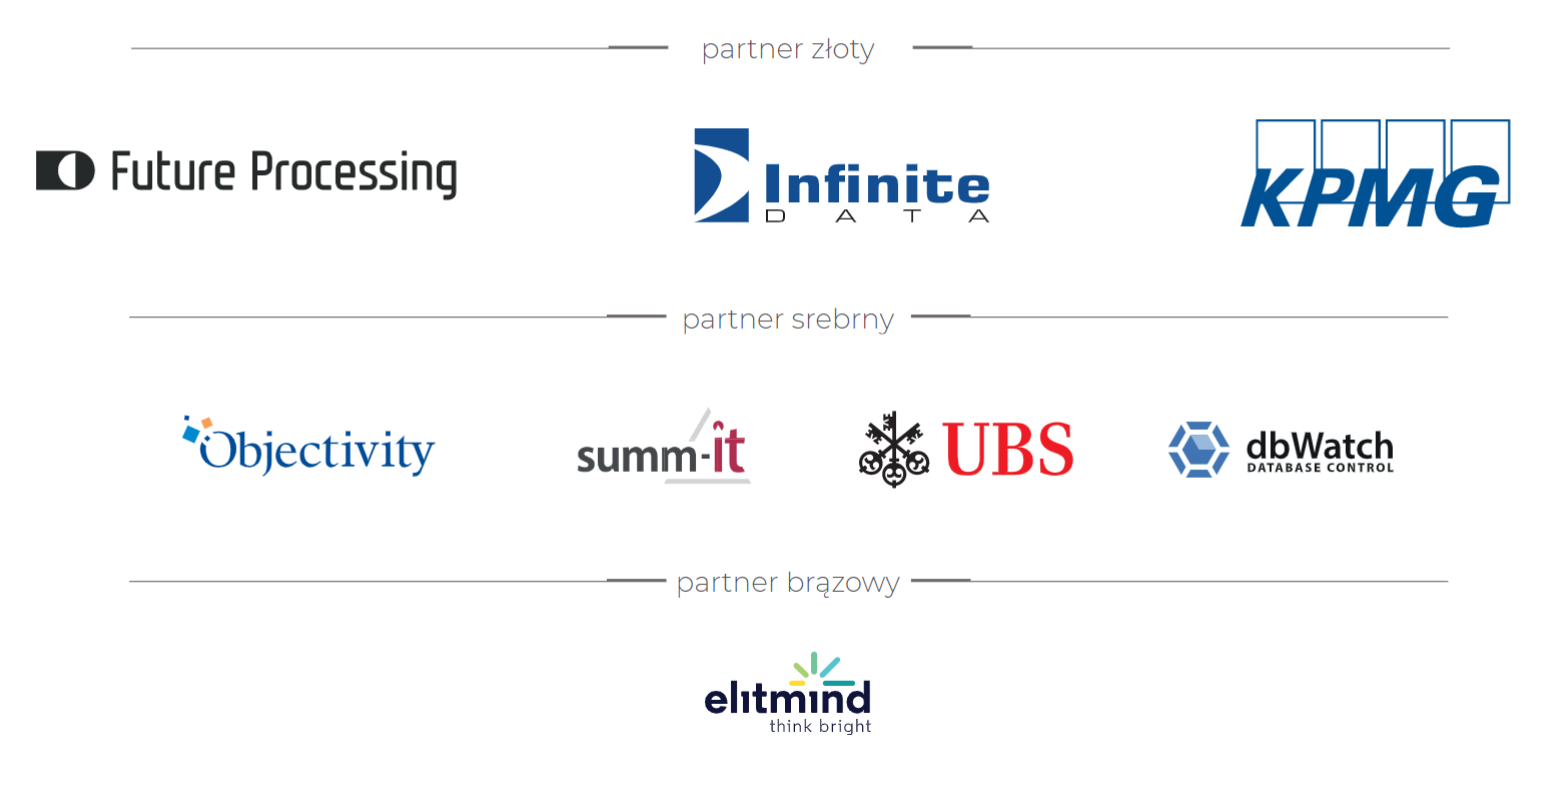 partner złoty
Future Processing
Infinite
DATA
KPMG
partner srebrny
Objectivity
summ-it
UBS
dbWatch
DATABASE CONTROL
partner brązowy
elitmind
think bright